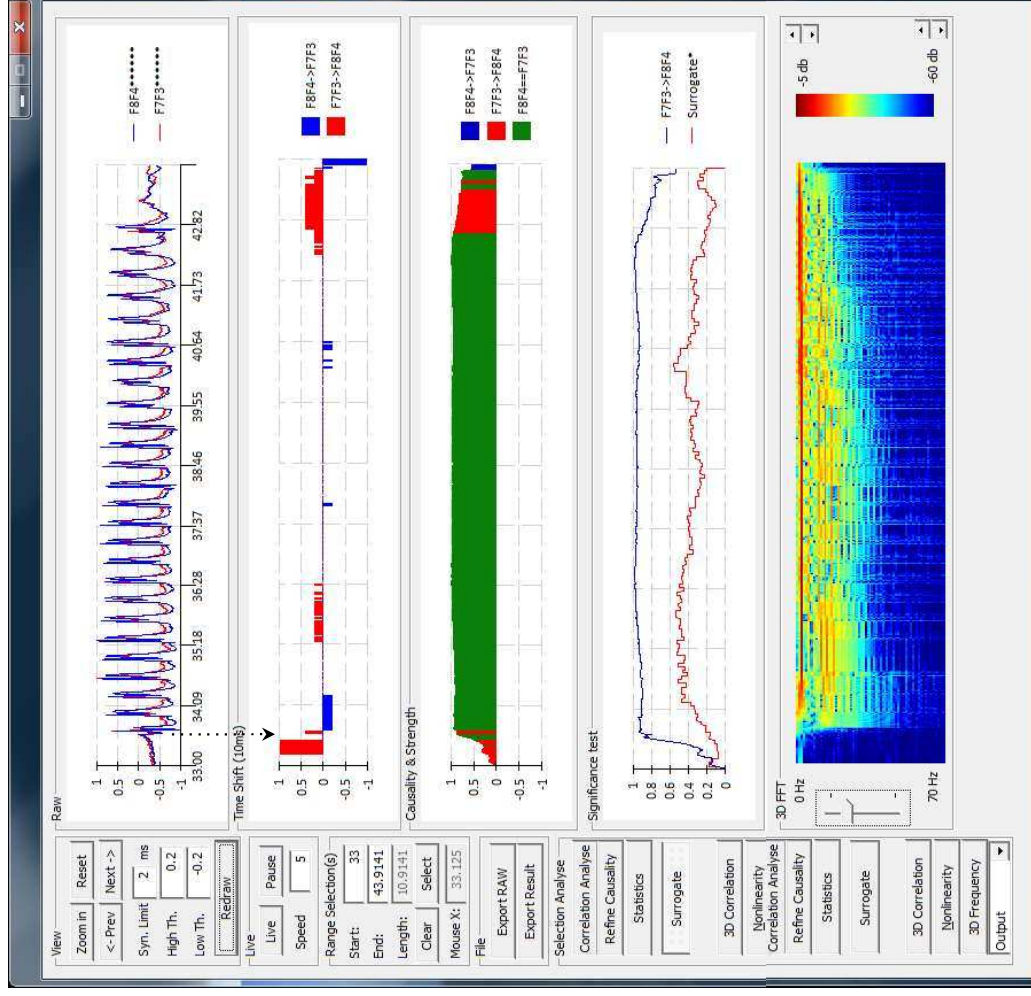 View
Zoom in
Reset
<- Prev
Next ->
Syn. Limit
2
ms
High Th.
0.2
Low Th.
-0.2
Redraw
Live
Live
Pause
Speed
5
Range Selection(s)
Start:
33
End:
43.9141
Length:
10.9141
Clear
Select
Mouse X:
33.125
File
Export RAW
Export Result
Selection Analyse
Correlation Analyse
Refine Causality
Statistics
Surrogate
3D Correlation
Nonlinearity
Correlation Analyse
Refine Causality
Statistics
Surrogate
3D Correlation
Nonlinearity
3D Frequency
Output
Raw
1
0.5
0
-0.5
-1
33.00
34.09
35.18
36.28
37.37
38.46
39.55
40.64
41.73
42.82
F8F4
F7F3
Time Shift (10ms)
1
0.5
0
-0.5
-1
F8F4->F7F3
F7F3->F8F4
Causality & Strength
1
0.5
0
-0.5
-1
F8F4->F7F3
F7F3->F8F4
F8F4==F7F3
Significance test
1
0.8
0.6
0.4
0.2
0
F7F3->F8F4
Surrogate*
3D FFT
0 Hz
70 Hz
-5 db
-60 db